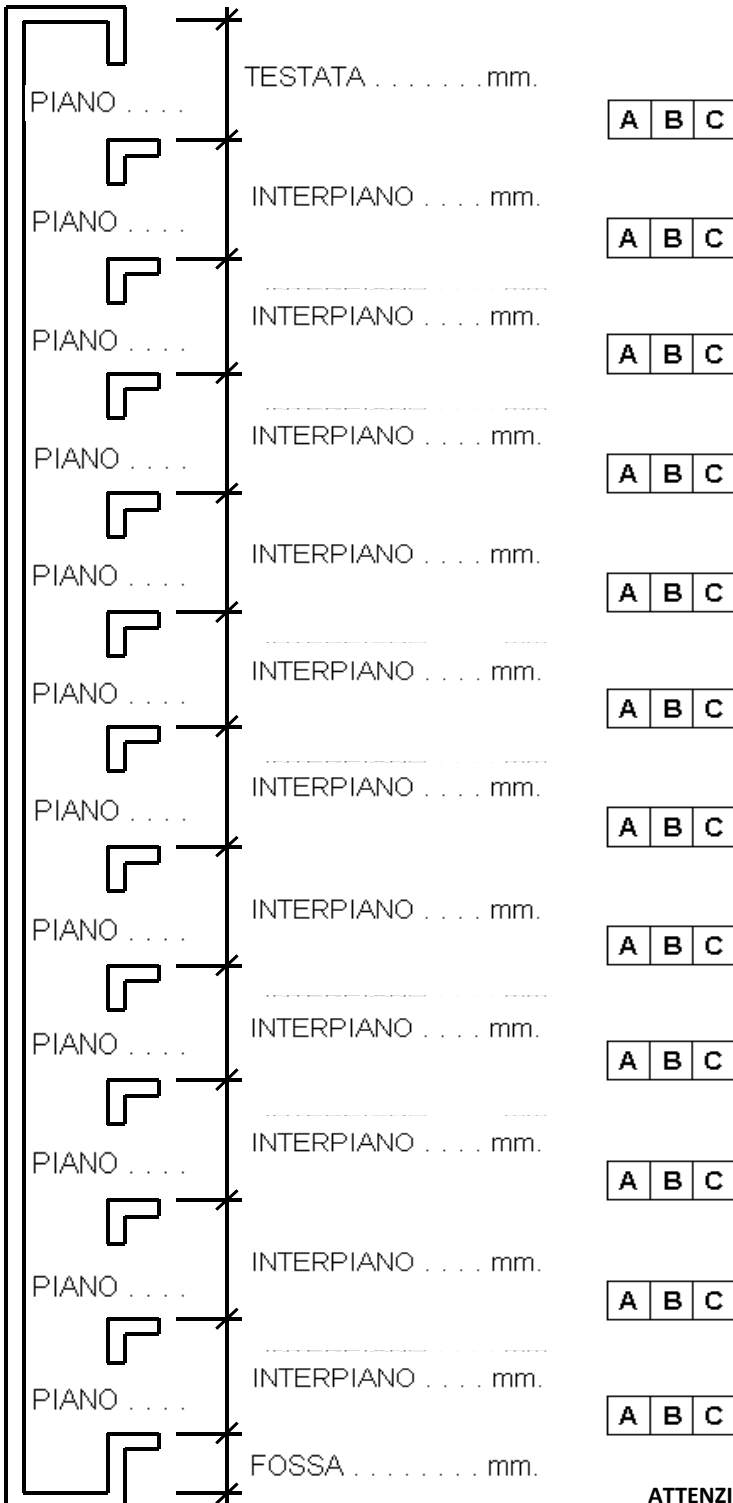 TESTATA . . . . . . . mm.
PIANO . . . .
A B C
INTERPIANO . . . . mm.
PIANO . . . .
A B C
INTERPIANO . . . . mm.
PIANO . . . .
A B C
INTERPIANO . . . . mm.
PIANO . . . .
A B C
INTERPIANO . . . . mm.
PIANO . . . .
A B C
INTERPIANO . . . . mm.
PIANO . . . .
A B C
INTERPIANO . . . . mm.
PIANO . . . .
A B C
INTERPIANO . . . . mm.
PIANO . . . .
A B C
INTERPIANO . . . . mm.
PIANO . . . .
A B C
INTERPIANO . . . . mm.
PIANO . . . .
A B C
INTERPIANO . . . . mm.
PIANO . . . .
A B C
INTERPIANO . . . . mm.
PIANO . . . .
A B C
FOSSA . . . . . . . . mm.
ATTENZI